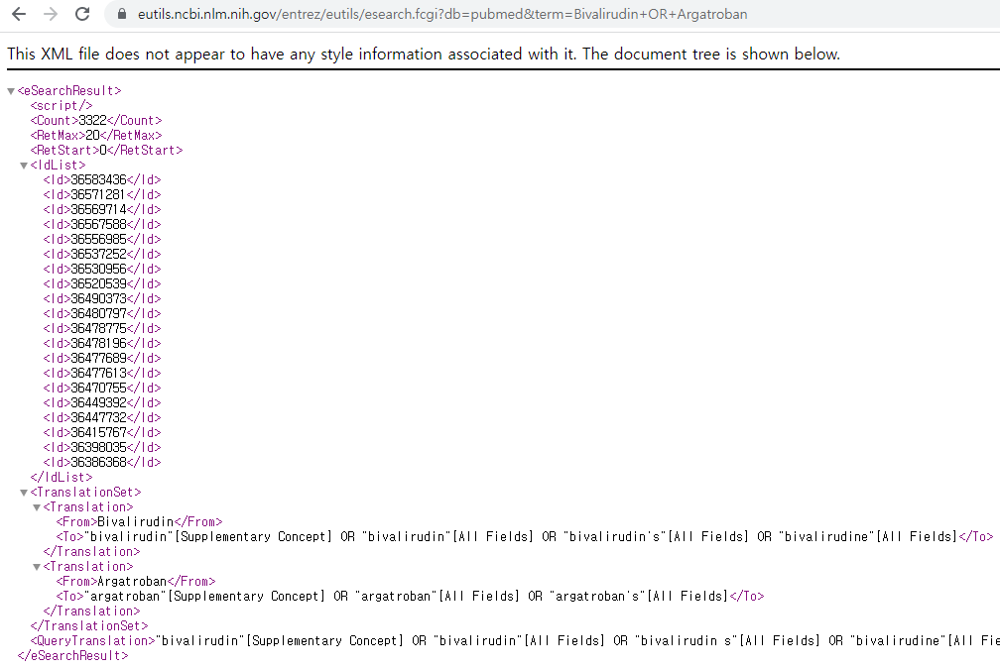 eutils.ncbi.nlm.nih.gov/entrez/eutils/esearch.fcgi?db=pubmed&term=Bivalirudin+OR+Argatroban
This XML file does not appear to have any style information associated with it. The document tree is shown below.
▼<eSearchResult>
<script/>
<Count>3322</Count>
<RetMax>20</RetMax>
<RetStart>0</RetStart>
▼<IdList>
<Id>36583436</Id>
<Id>36571281</Id>
<Id>36569714</Id>
<Id>36567588</Id>
<Id>36556985</Id>
<Id>36537252</Id>
<Id>36530956</Id>
<Id>36520539</Id>
<Id>36490373</Id>
<Id>36480797</Id>
<Id>36478775</Id>
<Id>36478196</Id>
<Id>36477689</Id>
<Id>36477613</Id>
<Id>36470755</Id>
<Id>36449392</Id>
<Id>36447732</Id>
<Id>36415767</Id>
<Id>36398035</Id>
<Id>36386368</Id>
</IdList>
▼<TranslationSet>
▼<Translation>
<From>Bivalirudin</From>
<To>"bivalirudin"[Supplementary Concept] OR "bivalirudin"[All Fields] OR "bivalirudin's"[All Fields] OR "bivalirudine"[All Fields]</To>
</Translation>
▼<Translation>
<From>Argatroban</From>
<To>"argatroban"[Supplementary Concept] OR "argatroban"[All Fields] OR "argatroban's"[All Fields]</To>
</Translation>
</TranslationSet>
<QueryTranslation>"bivalirudin"[Supplementary Concept] OR "bivalirudin"[All Fields] OR "bivalirudin s"[All Fields] OR "bivalirudine"[All Fie
</eSearchResult>